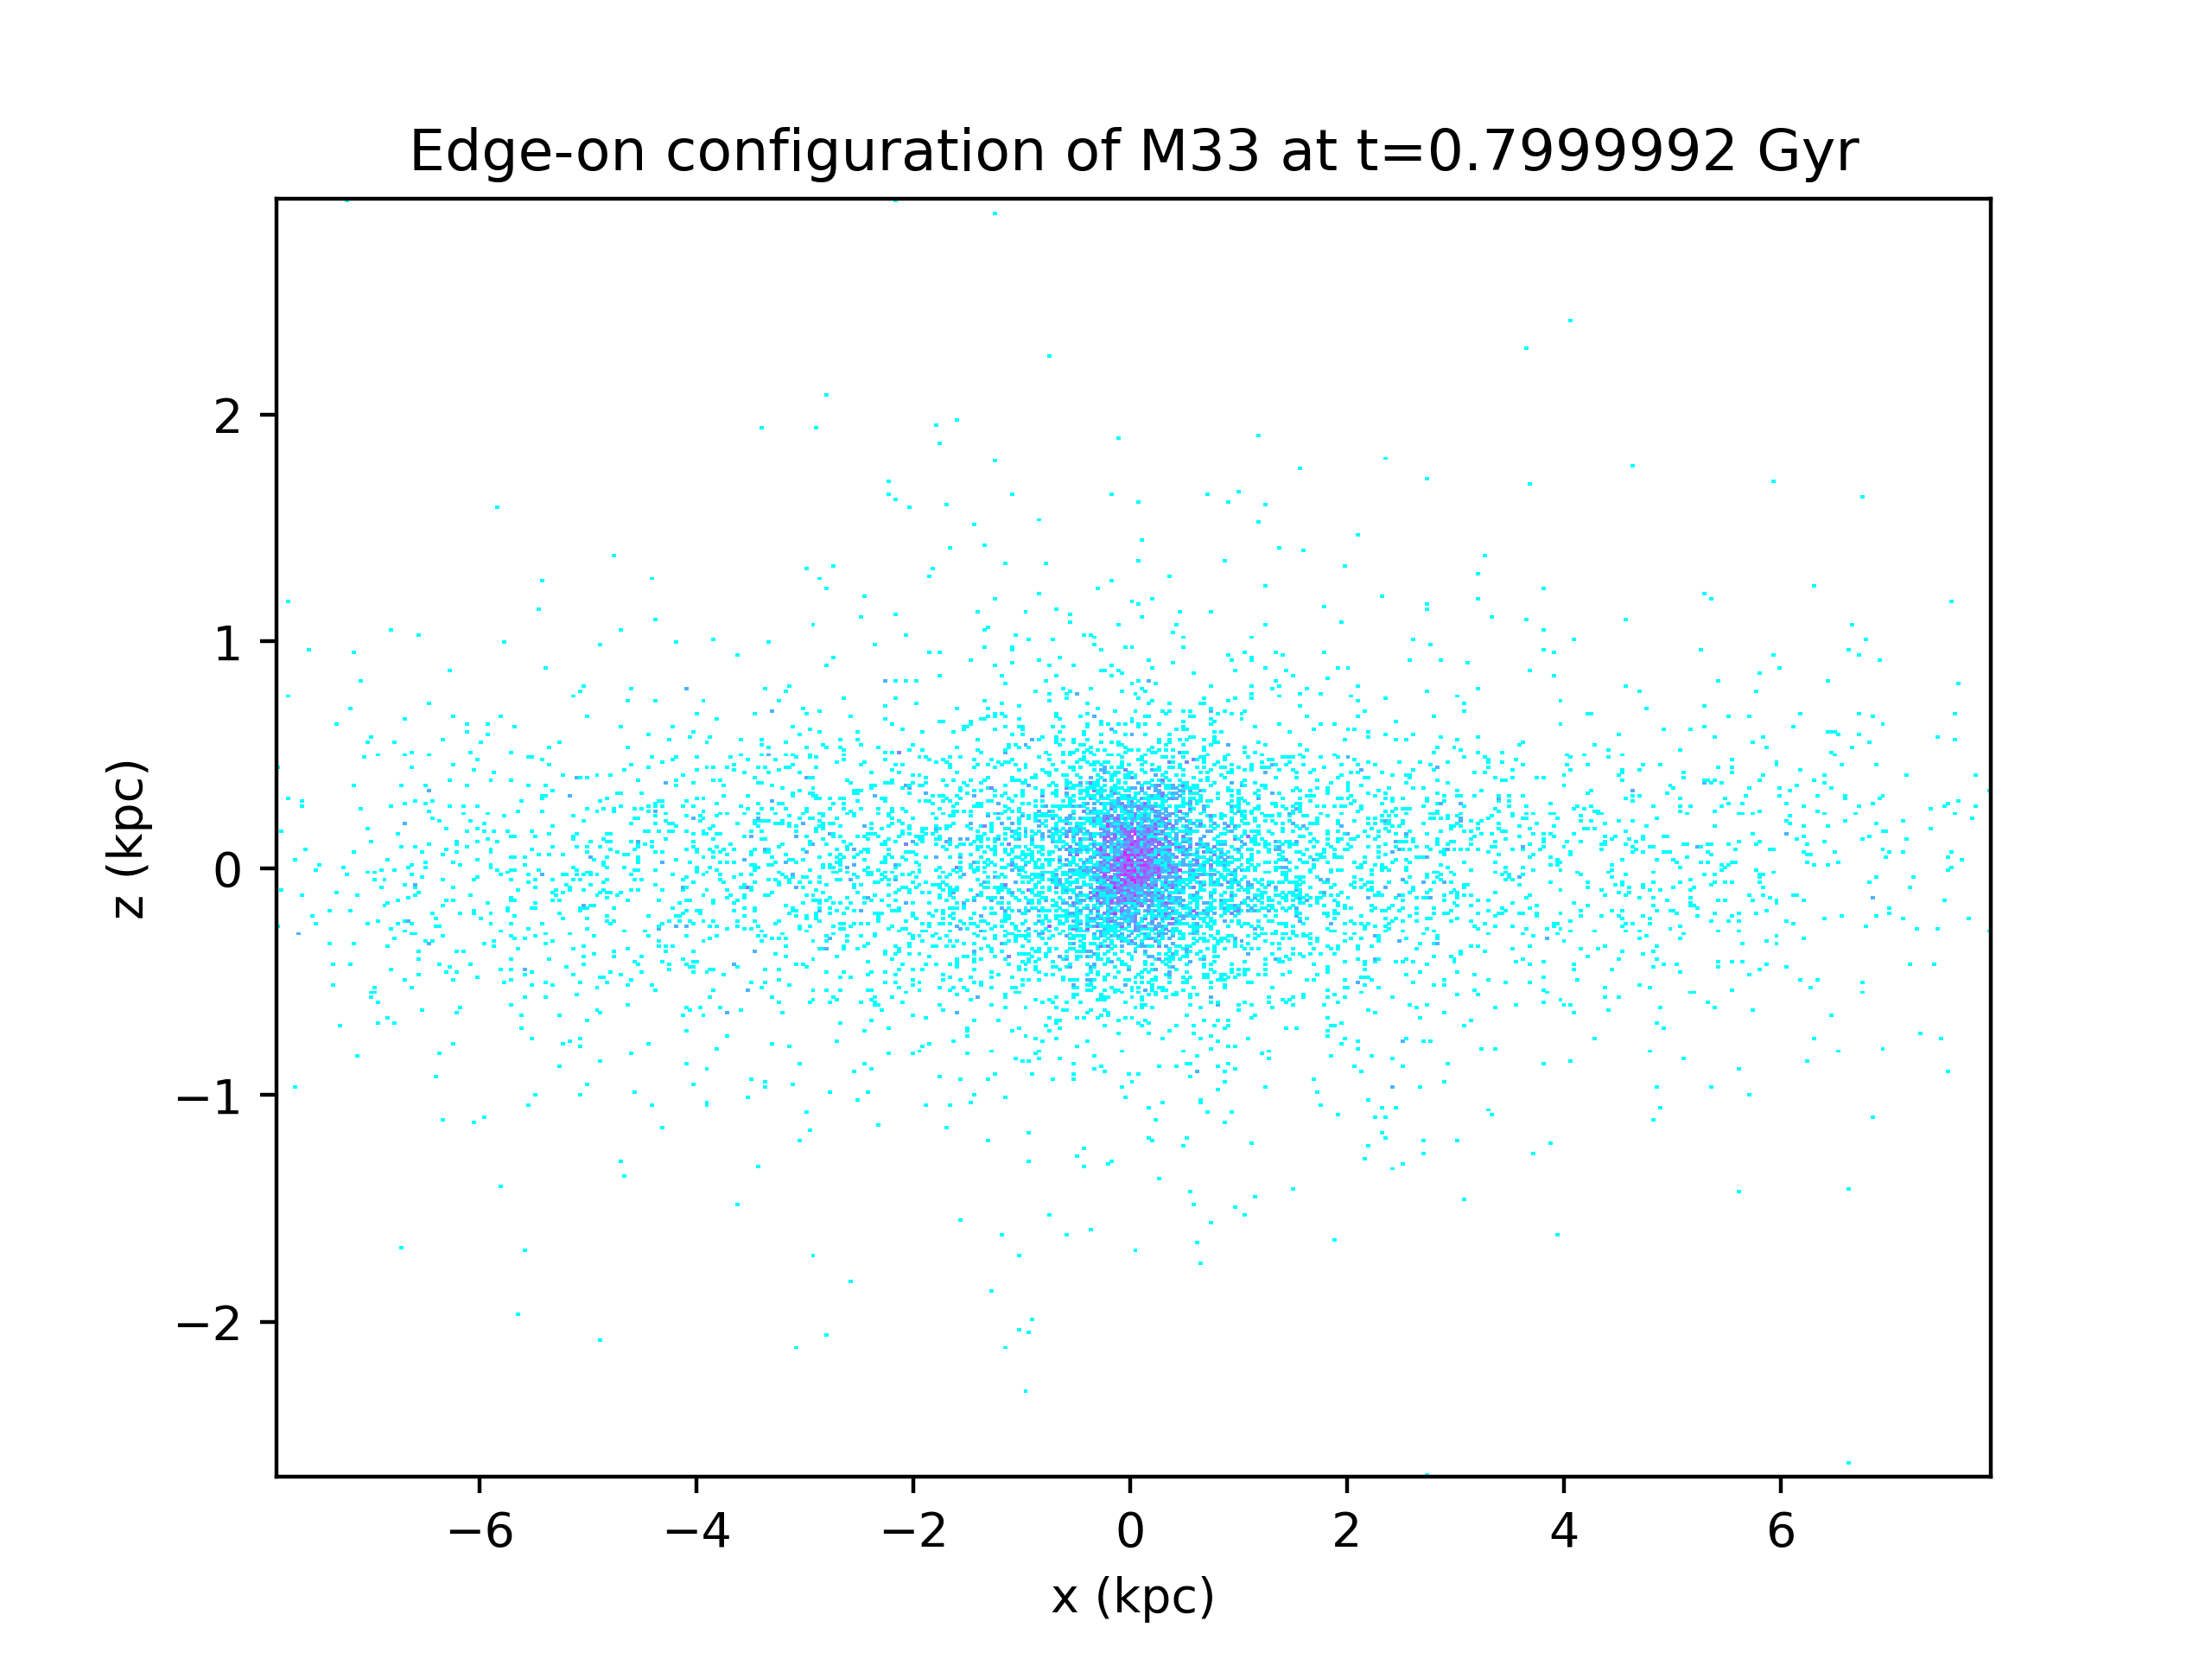 Edge-on configuration of M33 at t=0.7999992 Gyr
2
1
0
−1
−2
z (kpc)
−6 −4 −2 0 2 4 6
x (kpc)